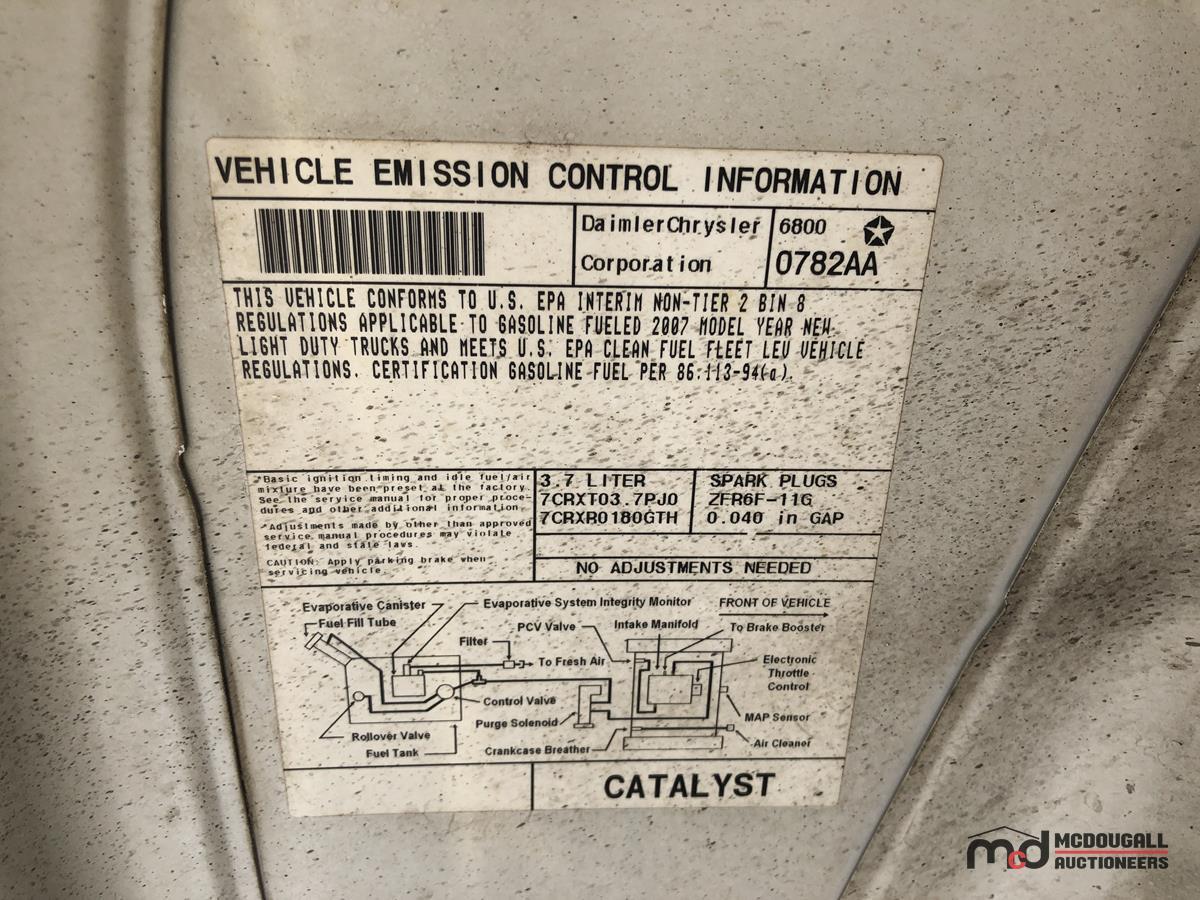 VEHICLE EMISSION CONTROL INFORMATION
DaimlerChrysler
Corporation
6800
0782AA
THIS VEHICLE CONFORMS TO U.S. EPA INTERIM NON-TIER 2 BIN 8
REGULATIONS APPLICABLE TO GASOLINE FUELED 2007 MODEL YEAR NEW
LIGHT DUTY TRUCKS AND MEETS U.S. EPA CLEAN FUEL FLEET LEV VEHICLE
REGULATIONS. CERTIFICATION GASOLINE FUEL PER 86.113-94(a).
*Basic ignition timing and idle fuel/air
mixture have been preset at the factory.
See the service manual for proper proce-
dures and other additional information.
*Adjustments made by other than approved
service manual procedures may violate
federal and state laws.
CAUTION: Apply parking brake when
servicing vehicle.
3.7 LITER
7CRXT03.7PJ0
7CRXR0180GTH
SPARK PLUGS
ZFR6F-11G
0.040 in GAP
NO ADJUSTMENTS NEEDED
Evaporative Canister
Evaporative System Integrity Monitor
FRONT OF VEHICLE
Fuel Fill Tube
PCV Valve
Intake Manifold
To Brake Booster
Filter
To Fresh Air
Electronic
Throttle
Control
Control Valve
MAP Sensor
Purge Solenoid
Rollover Valve
Air Cleaner
Fuel Tank
Crankcase Breather
CATALYST
mcd MCDOUGALL
AUCTIONEERS